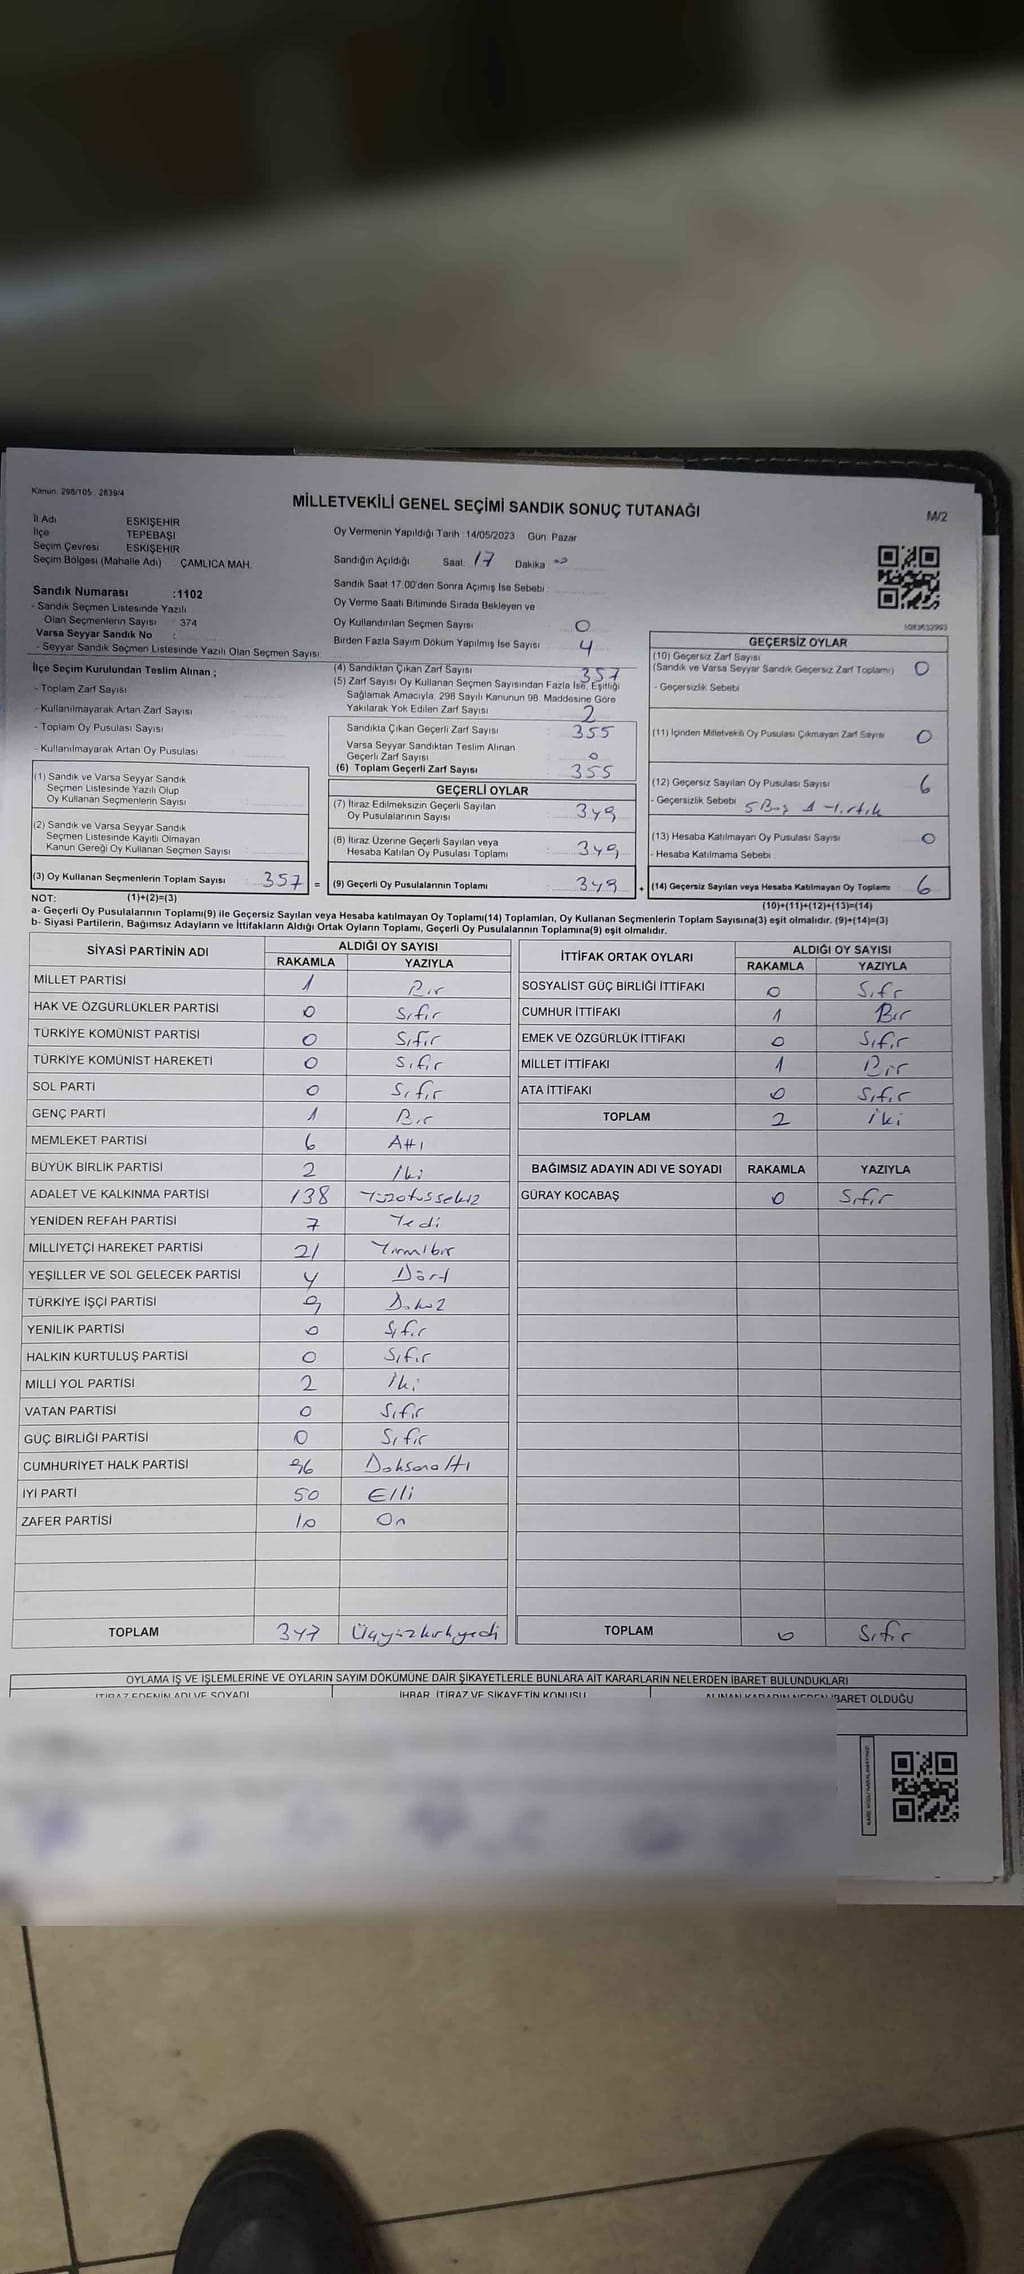 Kanun: 298/105 2839/4
MİLLETVEKİLİ GENEL SEÇİMİ SANDIK SONUÇ TUTANAĞI
M/2
İl Adı ESKİŞEHİR
İlçe TEPEBAŞI
Seçim Çevresi ESKİŞEHİR
Seçim Bölgesi (Mahalle Adı) ÇAMLICA MAH.
Oy Vermenin Yapıldığı Tarih :14/05/2023 Gün: Pazar
Sandığın Açıldığı Saat: 17 Dakika 00
Sandık Saat 17:00'den Sonra Açımış İse Sebebi :
Sandık Numarası :1102
- Sandık Seçmen Listesinde Yazılı
Olan Seçmenlerin Sayısı : 374
Varsa Seyyar Sandık No :
- Seyyar Sandık Seçmen Listesinde Yazılı Olan Seçmen Sayısı
Oy Verme Saati Bitiminde Sırada Bekleyen ve
Oy Kullandırılan Seçmen Sayısı 0
Birden Fazla Sayım Döküm Yapılmış İse Sayısı 4
1083632993
İlçe Seçim Kurulundan Teslim Alınan ;
- Toplam Zarf Sayısı
- Kullanılmayarak Artan Zarf Sayısı
- Toplam Oy Pusulası Sayısı
- Kullanılmayarak Artan Oy Pusulası
(1) Sandık ve Varsa Seyyar Sandık
Seçmen Listesinde Yazılı Olup
Oy Kullanan Seçmenlerin Sayısı
(2) Sandık ve Varsa Seyyar Sandık
Seçmen Listesinde Kayıtlı Olmayan
Kanun Gereği Oy Kullanan Seçmen Sayısı
(3) Oy Kullanan Seçmenlerin Toplam Sayısı : 357 =
(4) Sandıktan Çıkan Zarf Sayısı 357
(5) Zarf Sayısı Oy Kullanan Seçmen Sayısından Fazla İse, Eşitliği
Sağlamak Amacıyla, 298 Sayılı Kanunun 98. Maddesine Göre
Yakılarak Yok Edilen Zarf Sayısı 2
Sandıkta Çıkan Geçerli Zarf Sayısı 355
Varsa Seyyar Sandıktan Teslim Alınan
Geçerli Zarf Sayısı 0
(6) Toplam Geçerli Zarf Sayısı 355
GEÇERLİ OYLAR
(7) İtiraz Edilmeksizin Geçerli Sayılan
Oy Pusulalarının Sayısı 349
(8) İtiraz Üzerine Geçerli Sayılan veya
Hesaba Katılan Oy Pusulası Toplamı 349
(9) Geçerli Oy Pusulalarının Toplamı 349 +
GEÇERSİZ OYLAR
(10) Geçersiz Zarf Sayısı
(Sandık ve Varsa Seyyar Sandık Geçersiz Zarf Toplamı) 0
- Geçersizlik Sebebi
(11) İçinden Milletvekili Oy Pusulası Çıkmayan Zarf Sayısı 0
(12) Geçersiz Sayılan Oy Pusulası Sayısı 6
- Geçersizlik Sebebi 5 Boş 1 Yırtık
(13) Hesaba Katılmayan Oy Pusulası Sayısı 0
- Hesaba Katılmama Sebebi
(14) Geçersiz Sayılan veya Hesaba Katılmayan Oy Toplamı 6
NOT: (1)+(2)=(3)
(10)+(11)+(12)+(13)=(14)
a- Geçerli Oy Pusulalarının Toplamı(9) ile Geçersiz Sayılan veya Hesaba katılmayan Oy Toplamı(14) Toplamları, Oy Kullanan Seçmenlerin Toplam Sayısına(3) eşit olmalıdır. (9)+(14)=(3)
b- Siyasi Partilerin, Bağımsız Adayların ve İttifakların Aldığı Ortak Oyların Toplamı, Geçerli Oy Pusulalarının Toplamına(9) eşit olmalıdır.
SİYASİ PARTİNİN ADI ALDIĞI OY SAYISI
RAKAMLA YAZIYLA
MİLLET PARTİSİ 1 Bir
HAK VE ÖZGÜRLÜKLER PARTİSİ 0 Sıfır
TÜRKİYE KOMÜNİST PARTİSİ 0 Sıfır
TÜRKİYE KOMÜNİST HAREKETİ 0 Sıfır
SOL PARTİ 0 Sıfır
GENÇ PARTİ 1 Bir
MEMLEKET PARTİSİ 6 Altı
BÜYÜK BİRLİK PARTİSİ 2 İki
ADALET VE KALKINMA PARTİSİ 138 Yüzotuzsekiz
YENİDEN REFAH PARTİSİ 7 Yedi
MİLLİYETÇİ HAREKET PARTİSİ 21 Yirmibir
YEŞİLLER VE SOL GELECEK PARTİSİ 4 Dört
TÜRKİYE İŞÇİ PARTİSİ 9 Dokuz
YENİLİK PARTİSİ 0 Sıfır
HALKIN KURTULUŞ PARTİSİ 0 Sıfır
MİLLİ YOL PARTİSİ 2 İki
VATAN PARTİSİ 0 Sıfır
GÜÇ BİRLİĞİ PARTİSİ 0 Sıfır
CUMHURİYET HALK PARTİSİ 96 Doksanaltı
İYİ PARTİ 50 Elli
ZAFER PARTİSİ 10 On
TOPLAM 347 Üçyüzkırkyedi
İTTİFAK ORTAK OYLARI ALDIĞI OY SAYISI
RAKAMLA YAZIYLA
SOSYALİST GÜÇ BİRLİĞİ İTTİFAKI 0 Sıfır
CUMHUR İTTİFAKI 1 Bir
EMEK VE ÖZGÜRLÜK İTTİFAKI 0 Sıfır
MİLLET İTTİFAKI 1 Bir
ATA İTTİFAKI 0 Sıfır
TOPLAM 2 İki
BAĞIMSIZ ADAYIN ADI VE SOYADI RAKAMLA YAZIYLA
GÜRAY KOCABAŞ 0 Sıfır
TOPLAM 0 Sıfır
OYLAMA İŞ VE İŞLEMLERİNE VE OYLARIN SAYIM DÖKÜMÜNE DAİR ŞİKAYETLERLE BUNLARA AİT KARARLARIN NELERDEN İBARET BULUNDUKLARI
İTİRAZ EDENİN ADI VE SOYADI İHBAR, İTİRAZ VE ŞİKAYETİN KONUSU ALINAN KARARIN NEDEN İBARET OLDUĞU